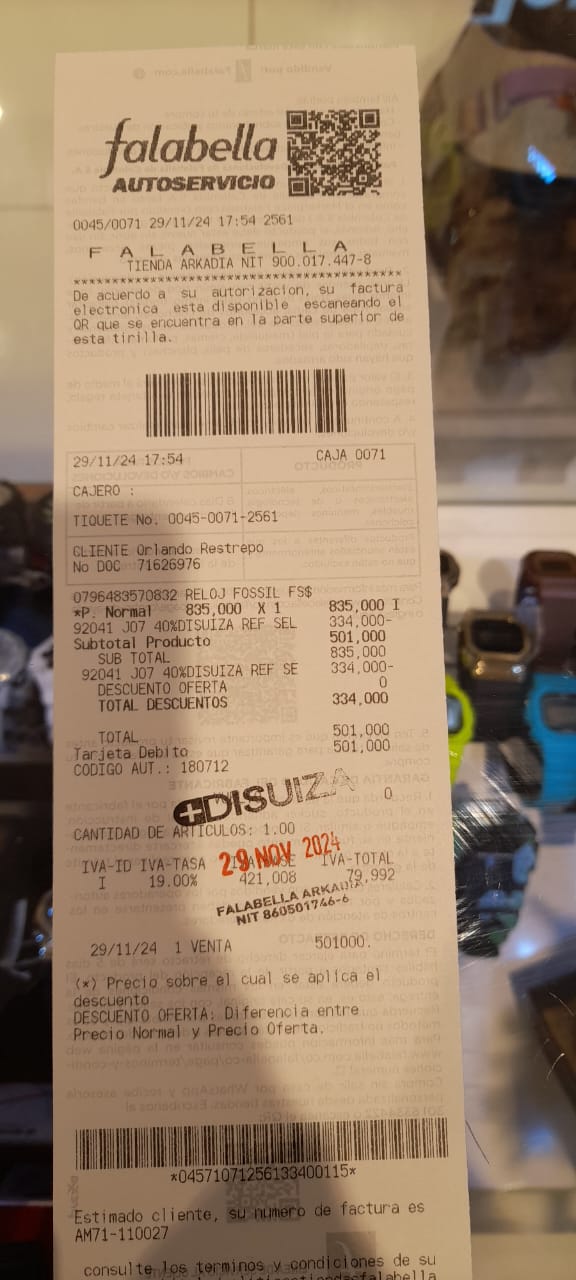 falabella
AUTOSERVICIO
0045/0071 29/11/24 17:54 2561
F A L A B E L L A
TIENDA ARKADIA NIT 900.017.447-8
****************************************
De acuerdo a su autorizacion, su factura
electronica esta disponible escaneando el
QR que se encuentra en la parte superior de
esta tirilla.
29/11/24 17:54 CAJA 0071
CAJERO :
TIQUETE No. 0045-0071-2561
CLIENTE Orlando Restrepo
No DOC 71626976
0796483570832 RELOJ FOSSIL FS$
*P. Normal 835,000 X 1 835,000 I
92041 J07 40%DISUIZA REF SEL 334,000-
Subtotal Producto 501,000
SUB TOTAL 835,000
92041 J07 40%DISUIZA REF SE 334,000-
DESCUENTO OFERTA 0
TOTAL DESCUENTOS 334,000
TOTAL 501,000
Tarjeta Debito 501,000
CODIGO AUT.: 180712
DISUIZA
0
CANTIDAD DE ARTICULOS: 1.00
29 NOV 2024
IVA-ID IVA-TASA IVA-BASE IVA-TOTAL
I 19.00% 421,008 79,992
FALABELLA ARKADIA
NIT 860501746-6
29/11/24 1 VENTA 501000.
(*) Precio sobre el cual se aplica el
descuento
DESCUENTO OFERTA: Diferencia entre
Precio Normal y Precio Oferta.
*04571071256133400115*
Estimado cliente, su numero de factura es
AM71-110027
consulte los terminos y condiciones de su